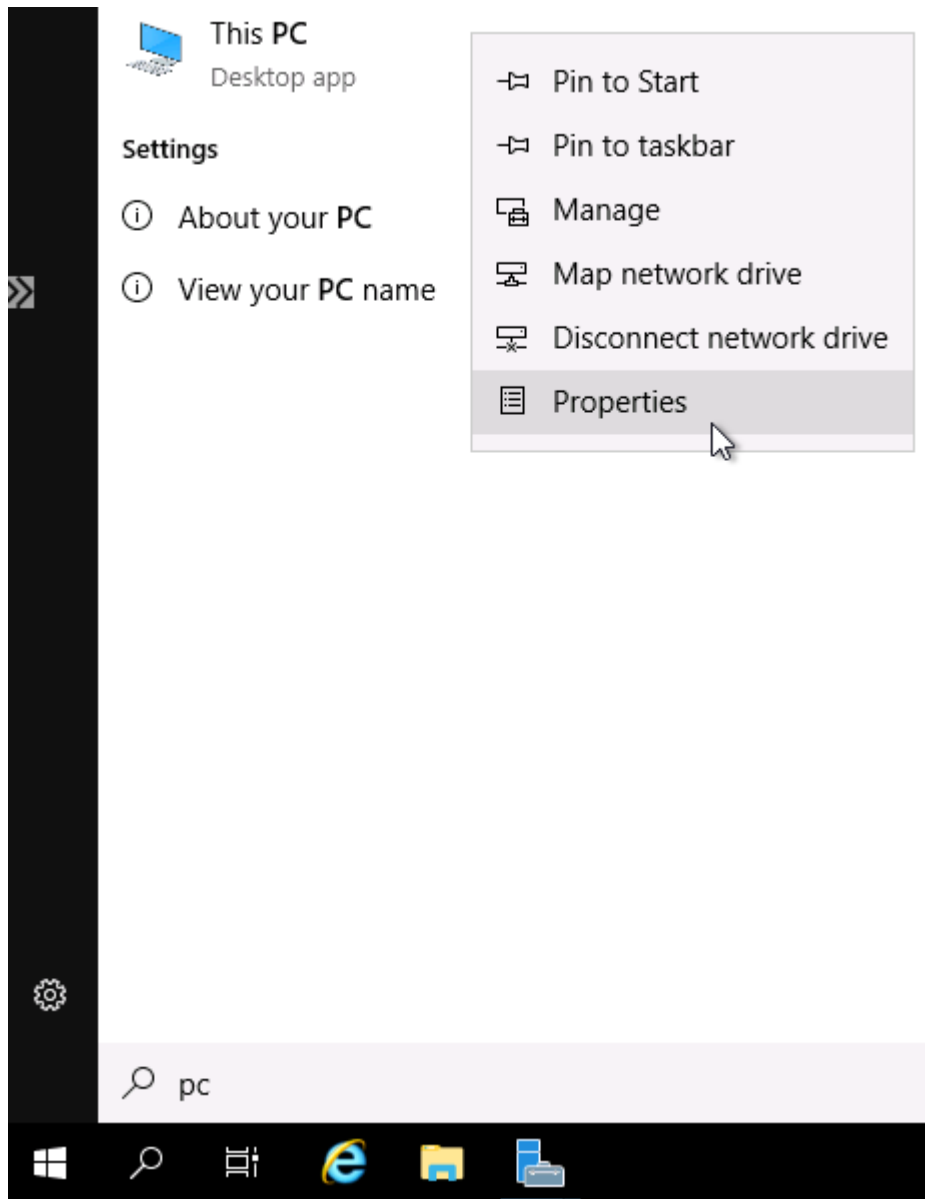 This PC
Desktop app
Settings
About your PC
View your PC name
Pin to Start
Pin to taskbar
Manage
Map network drive
Disconnect network drive
Properties
pc